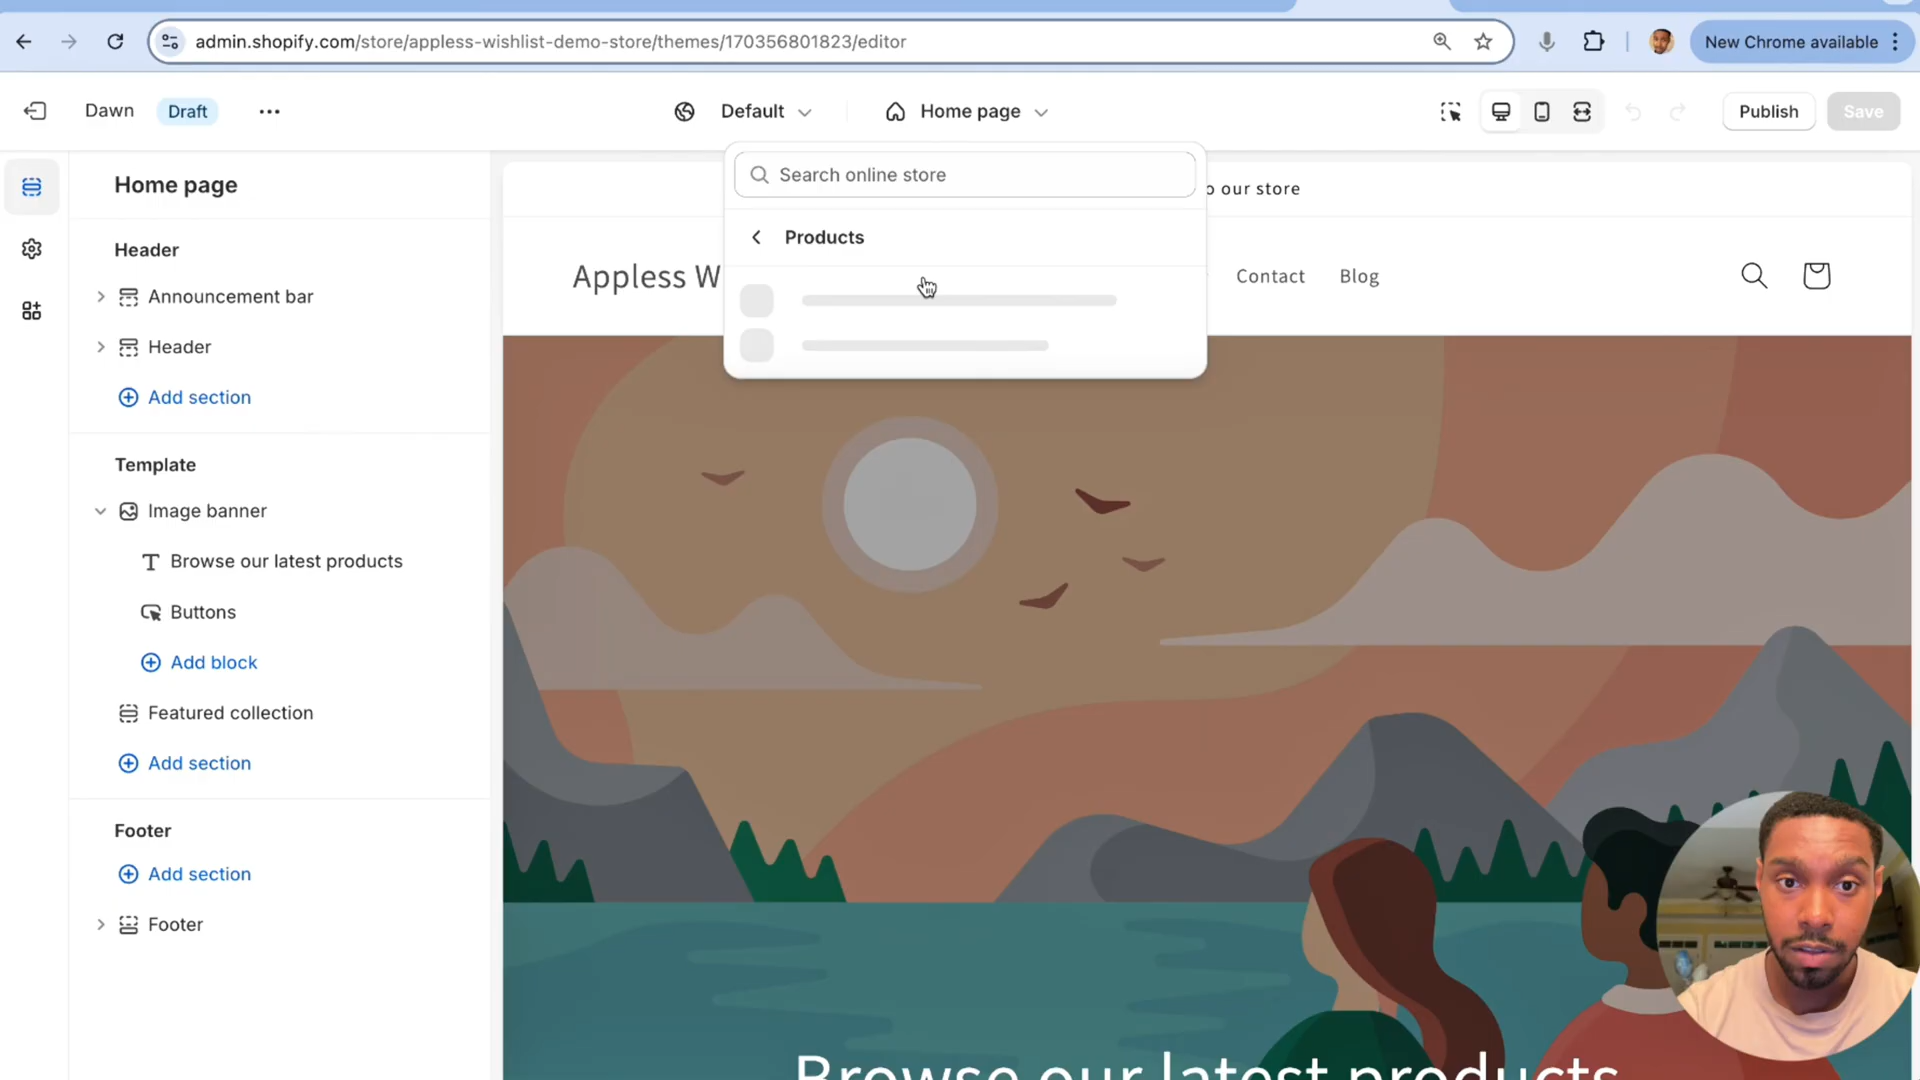 admin.shopify.com/store/appless-wishlist-demo-store/themes/170356801823/editor
New Chrome available
Dawn
Draft
Default
Home page
Publish
Save
Home page
Header
Announcement bar
Header
Add section
Template
Image banner
Browse our latest products
Buttons
Add block
Featured collection
Add section
Footer
Add section
Footer
Search online store
Products
o our store
Appless W
Contact
Blog
Browse our latest products